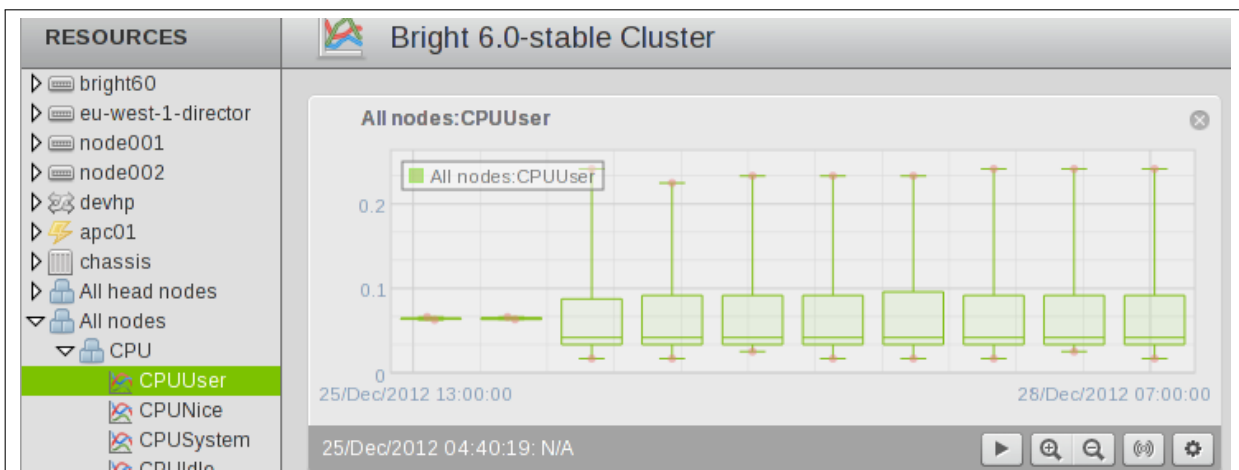 RESOURCES
Bright 6.0-stable Cluster
bright60
eu-west-1-director
node001
node002
devhp
apc01
chassis
All head nodes
All nodes
CPU
CPUUser
CPUNice
CPUSystem
CPUIdle
All nodes:CPUUser
All nodes:CPUUser
0.2
0.1
0
25/Dec/2012 13:00:00
28/Dec/2012 07:00:00
25/Dec/2012 04:40:19: N/A